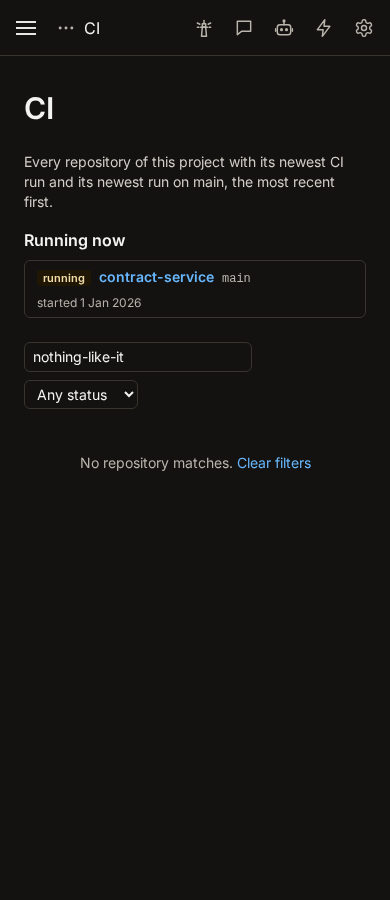 CI
CI
Every repository of this project with its newest CI
run and its newest run on main, the most recent
first.
Running now
running contract-service main
started 1 Jan 2026
nothing-like-it
Any status
No repository matches. Clear filters